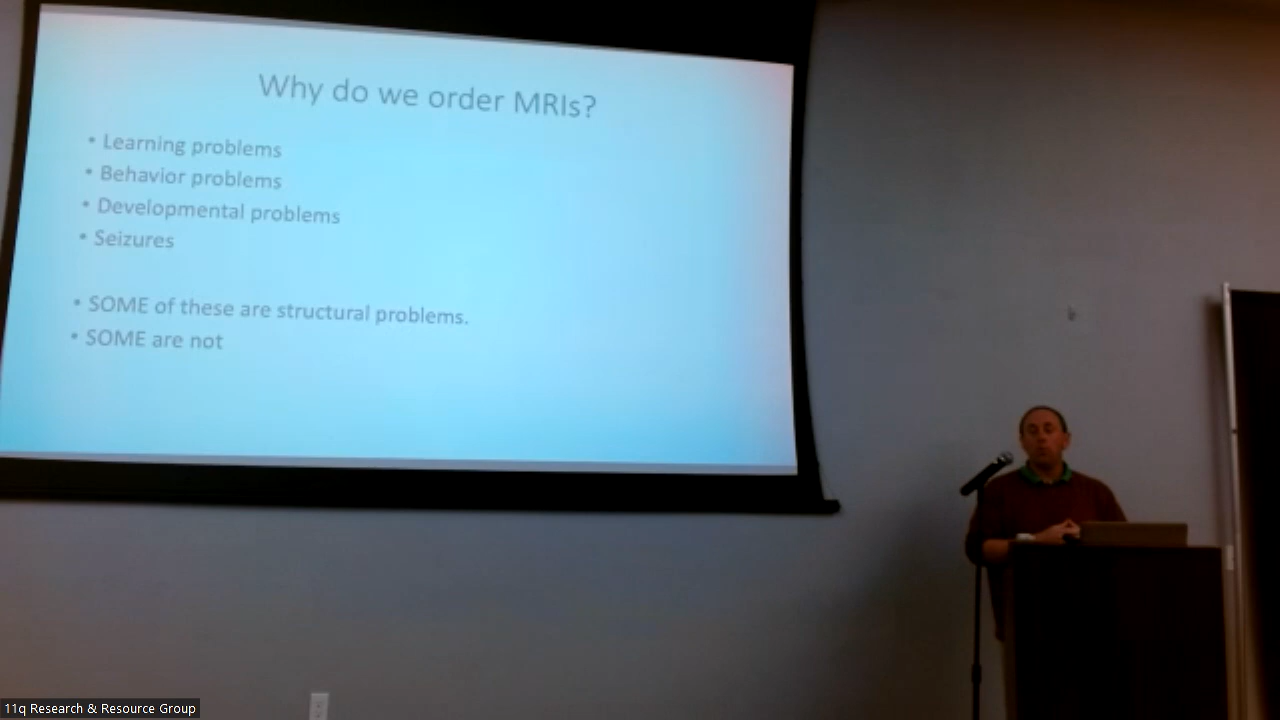 Why do we order MRIs?
• Learning problems
• Behavior problems
• Developmental problems
• Seizures
• SOME of these are structural problems.
• SOME are not
11q Research & Resource Group